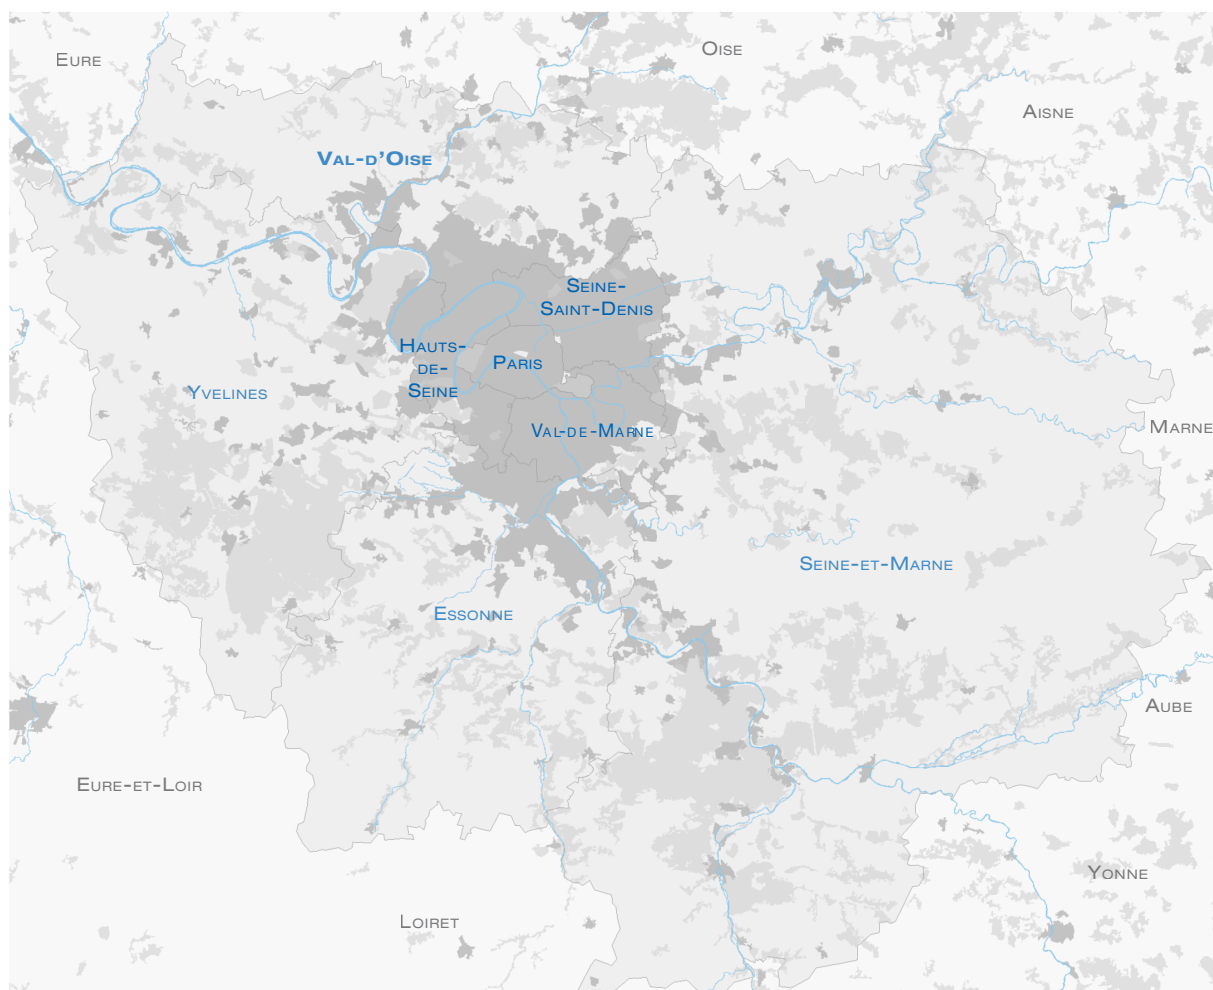 Oise
Eure
Aisne
Val-d'Oise
Seine-
Saint-Denis
Hauts-
de-
Seine
Paris
Yvelines
Val-de-Marne
Marne
Seine-et-Marne
Essonne
Aube
Eure-et-Loir
Yonne
Loiret